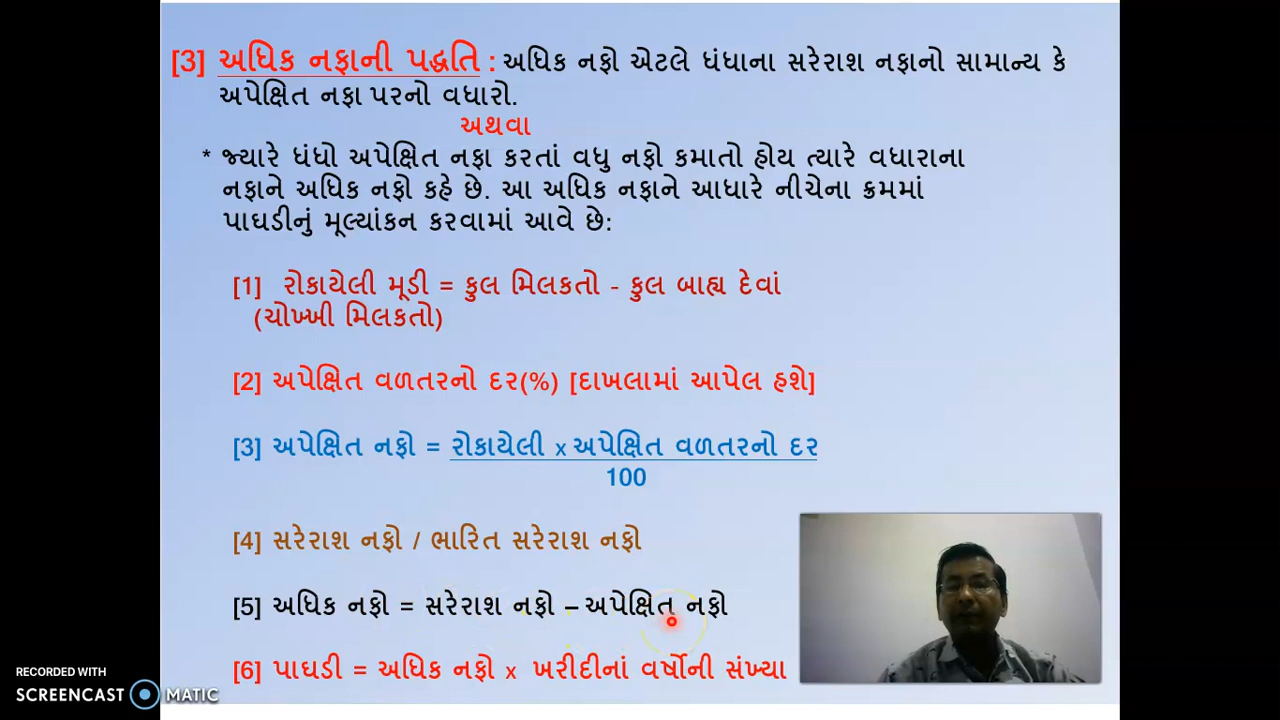 [3] અધિક નફાની પદ્ધતિ : અધિક નફો એટલે ધંધાના સરેરાશ નફાનો સામાન્ય કે
અપેક્ષિત નફા પરનો વધારો.
અથવા
* જ્યારે ધંધો અપેક્ષિત નફા કરતાં વધુ નફો કમાતો હોય ત્યારે વધારાના
નફાને અધિક નફો કહે છે. આ અધિક નફાને આધારે નીચેના ક્રમમાં
પાઘડીનું મૂલ્યાંકન કરવામાં આવે છે:
[1] રોકાયેલી મૂડી = કુલ મિલકતો - કુલ બાહ્ય દેવાં
(ચોખ્ખી મિલકતો)
[2] અપેક્ષિત વળતરનો દર(%) [દાખલામાં આપેલ હશે]
[3] અપેક્ષિત નફો = રોકાયેલી x અપેક્ષિત વળતરનો દર
100
[4] સરેરાશ નફો / ભારિત સરેરાશ નફો
[5] અધિક નફો = સરેરાશ નફો – અપેક્ષિત નફો
[6] પાઘડી = અધિક નફો x ખરીદીનાં વર્ષોની સંખ્યા
RECORDED WITH
SCREENCAST MATIC